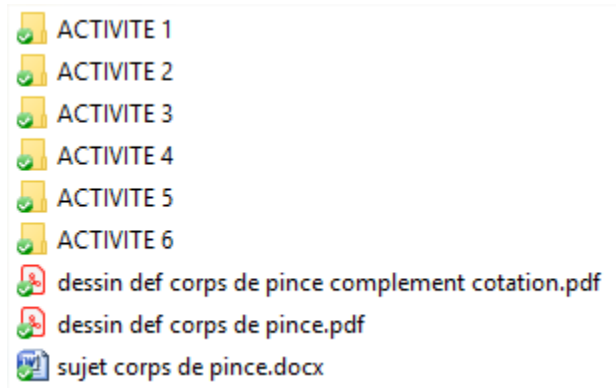 ACTIVITE 1
ACTIVITE 2
ACTIVITE 3
ACTIVITE 4
ACTIVITE 5
ACTIVITE 6
dessin def corps de pince complement cotation.pdf
dessin def corps de pince.pdf
sujet corps de pince.docx